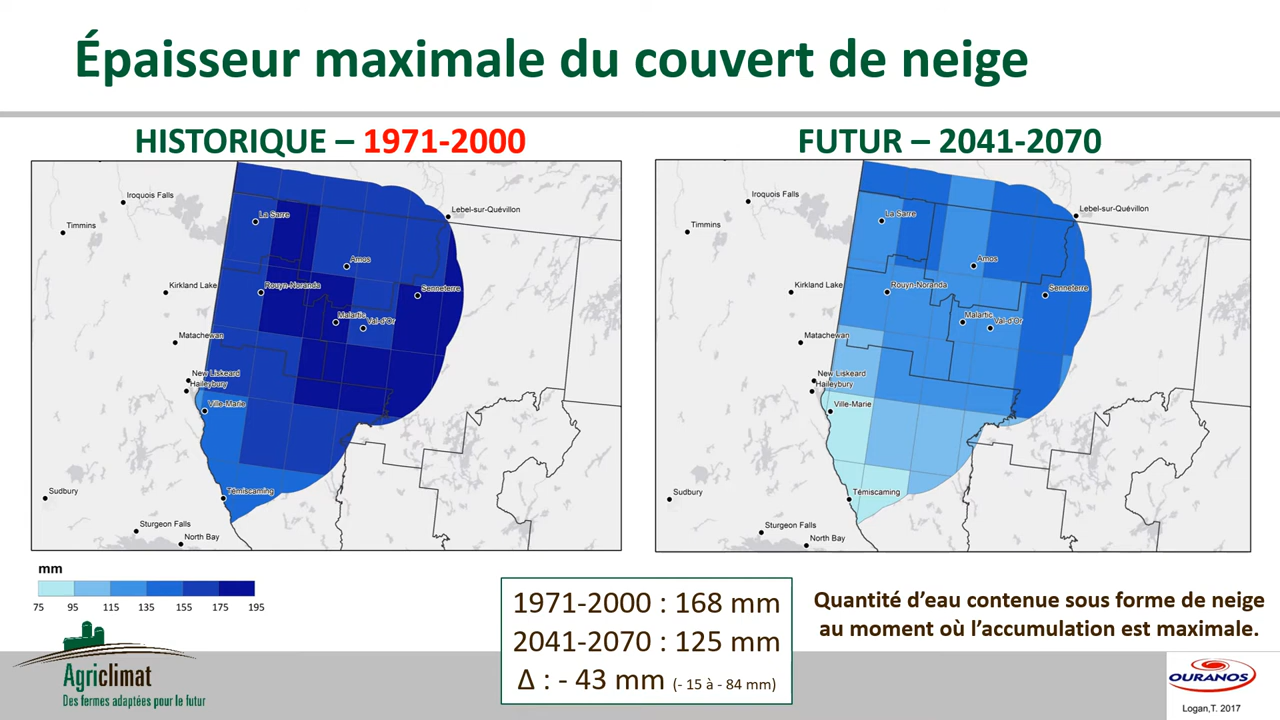 Épaisseur maximale du couvert de neige
HISTORIQUE – 1971-2000
FUTUR – 2041-2070
Iroquois Falls
Timmins
La Sarre
Lebel-sur-Quévillon
Amos
Kirkland Lake
Rouyn-Noranda
Senneterre
Malartic
Val-d'Or
Matachewan
New Liskeard
Haileybury
Ville-Marie
Témiscaming
Sudbury
Sturgeon Falls
North Bay
Iroquois Falls
Timmins
La Sarre
Lebel-sur-Quévillon
Amos
Kirkland Lake
Rouyn-Noranda
Senneterre
Malartic
Val-d'Or
Matachewan
New Liskeard
Haileybury
Ville-Marie
Témiscaming
Sudbury
Sturgeon Falls
North Bay
mm
75 95 115 135 155 175 195
1971-2000 : 168 mm
2041-2070 : 125 mm
Δ : - 43 mm (- 15 à - 84 mm)
Quantité d'eau contenue sous forme de neige
au moment où l'accumulation est maximale.
Agriclimat
Des fermes adaptées pour le futur
OURANOS
Logan,T. 2017